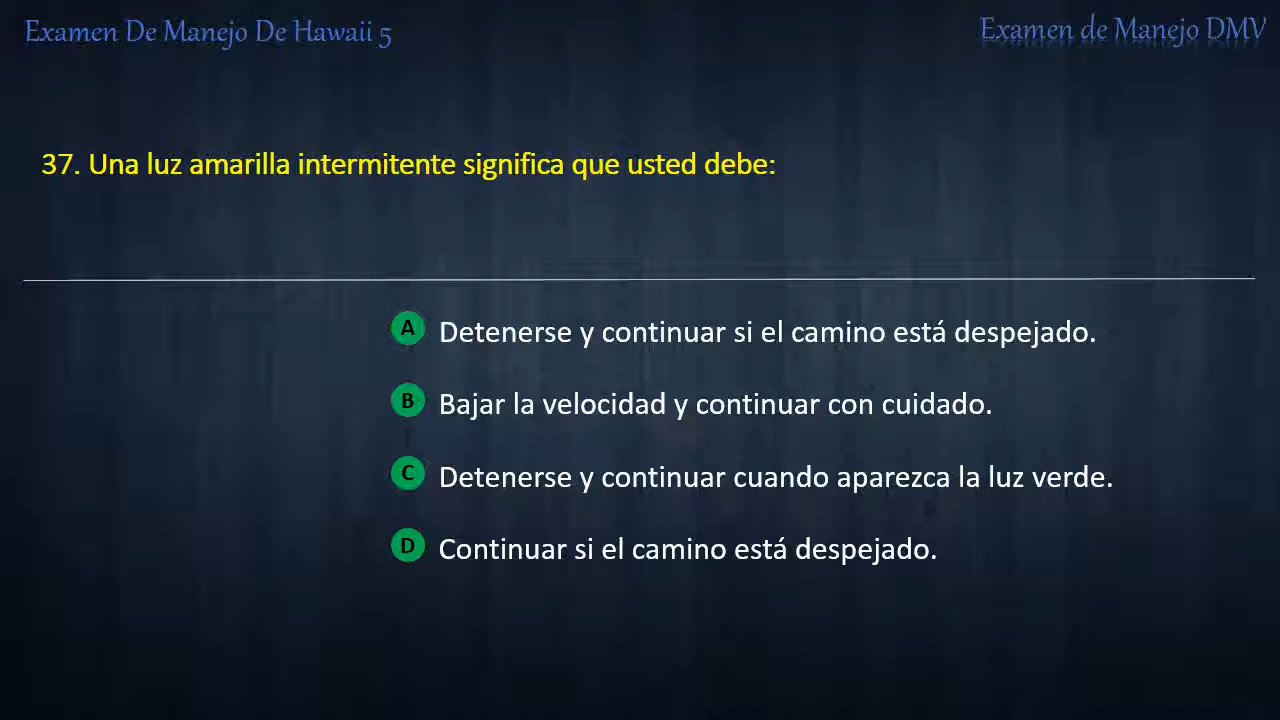 Examen De Manejo De Hawaii 5
Examen de Manejo DMV
37. Una luz amarilla intermitente significa que usted debe:
A Detenerse y continuar si el camino está despejado.
B Bajar la velocidad y continuar con cuidado.
C Detenerse y continuar cuando aparezca la luz verde.
D Continuar si el camino está despejado.